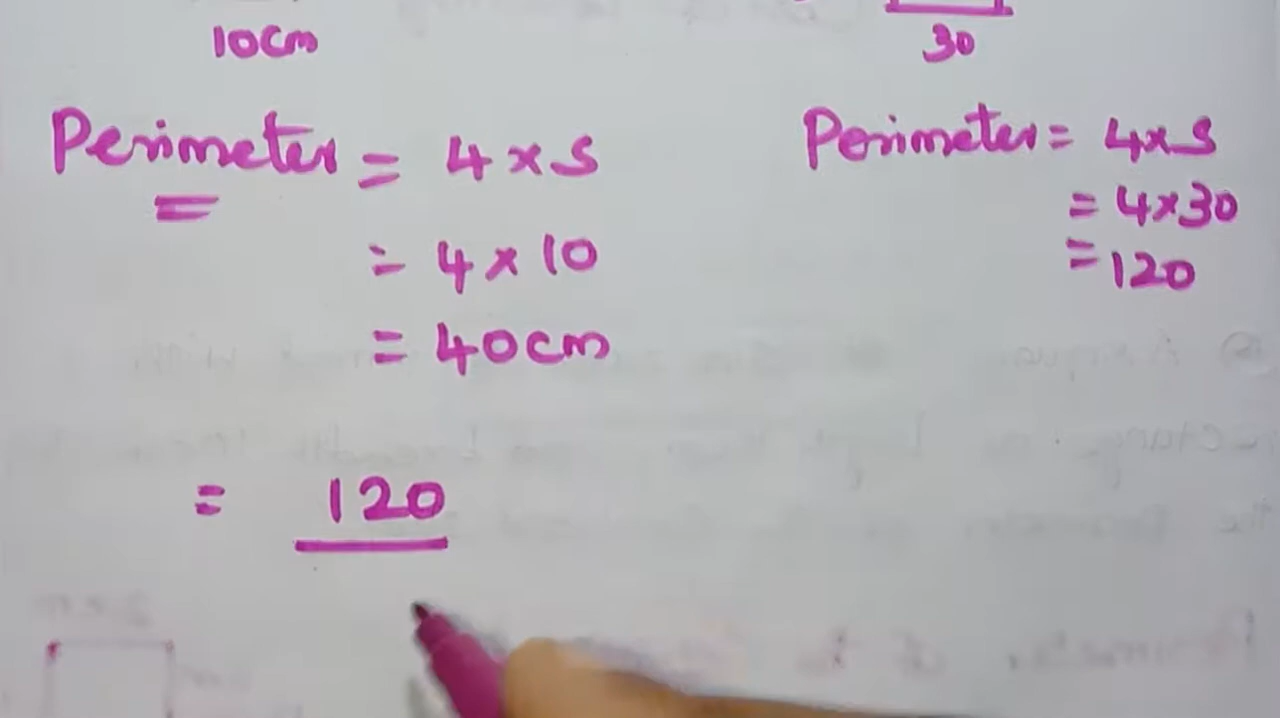 10cm
30
Perimeter = 4 × S
= 4 × 10
= 40cm
Perimeter = 4×S
= 4×30
= 120
= 120